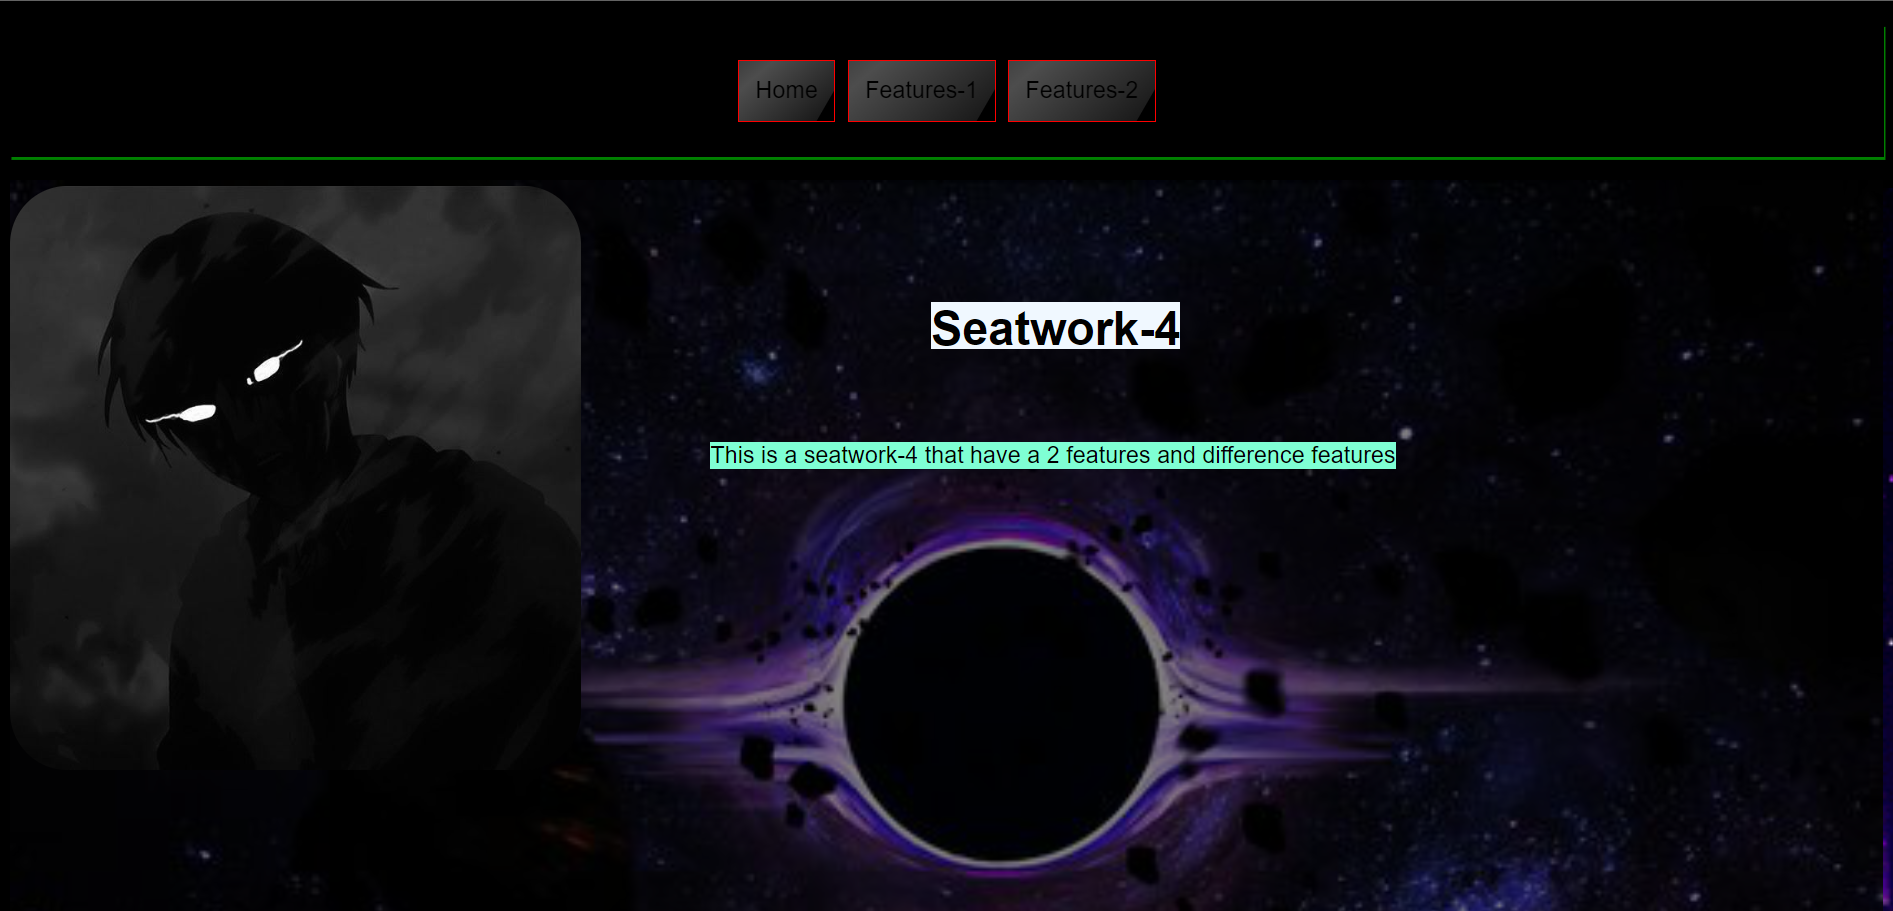 Home Features-1 Features-2
Seatwork-4
This is a seatwork-4 that have a 2 features and difference features